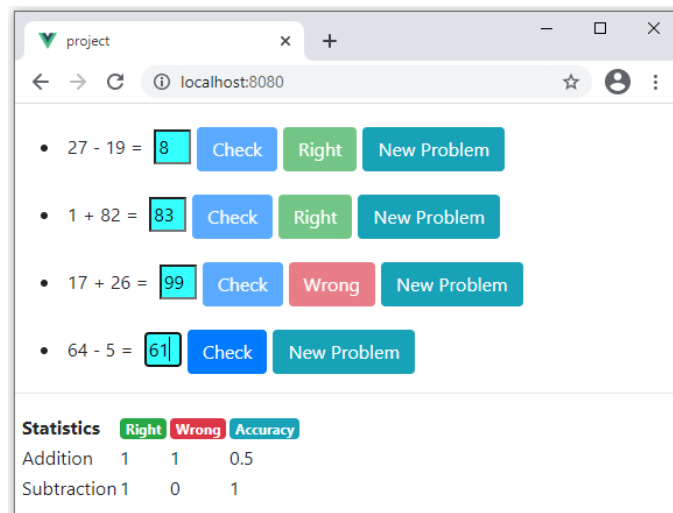 project
localhost:8080
27 - 19 = 8 Check Right New Problem
1 + 82 = 83 Check Right New Problem
17 + 26 = 99 Check Wrong New Problem
64 - 5 = 61 Check New Problem
Statistics Right Wrong Accuracy
Addition 1 1 0.5
Subtraction 1 0 1